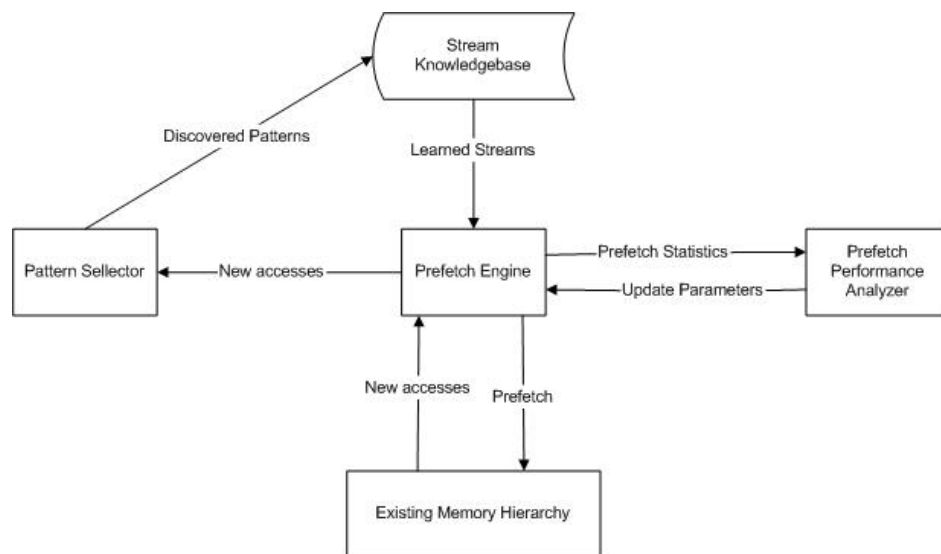 Stream
Knowledgebase
Discovered Patterns
Learned Streams
Pattern Sellector
New accesses
Prefetch Engine
Prefetch Statistics
Update Parameters
Prefetch
Performance
Analyzer
New accesses
Prefetch
Existing Memory Hierarchy